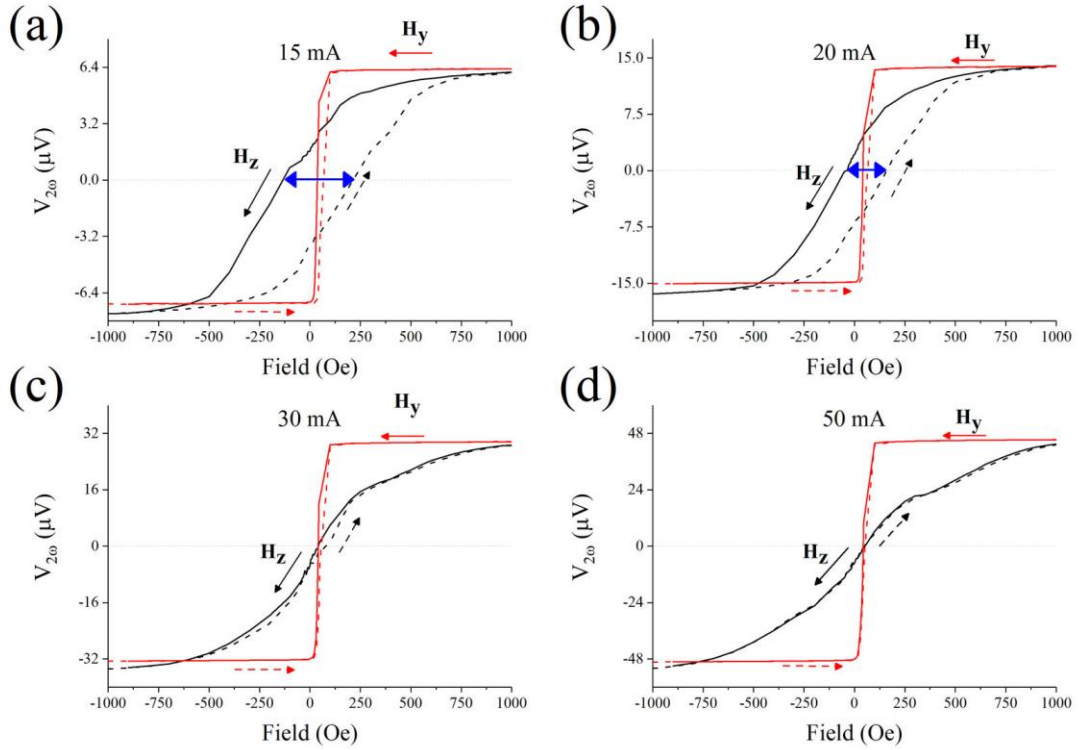 (a)
15 mA
Hy
Hz
V2ω (μV)
6.4
3.2
0.0
-3.2
-6.4
-1000 -750 -500 -250 0 250 500 750 1000
Field (Oe)
(b)
20 mA
Hy
Hz
V2ω (μV)
15.0
7.5
0.0
-7.5
-15.0
-1000 -750 -500 -250 0 250 500 750 1000
Field (Oe)
(c)
30 mA
Hy
Hz
V2ω (μV)
32
16
0
-16
-32
-1000 -750 -500 -250 0 250 500 750 1000
Field (Oe)
(d)
50 mA
Hy
Hz
V2ω (μV)
48
24
0
-24
-48
-1000 -750 -500 -250 0 250 500 750 1000
Field (Oe)